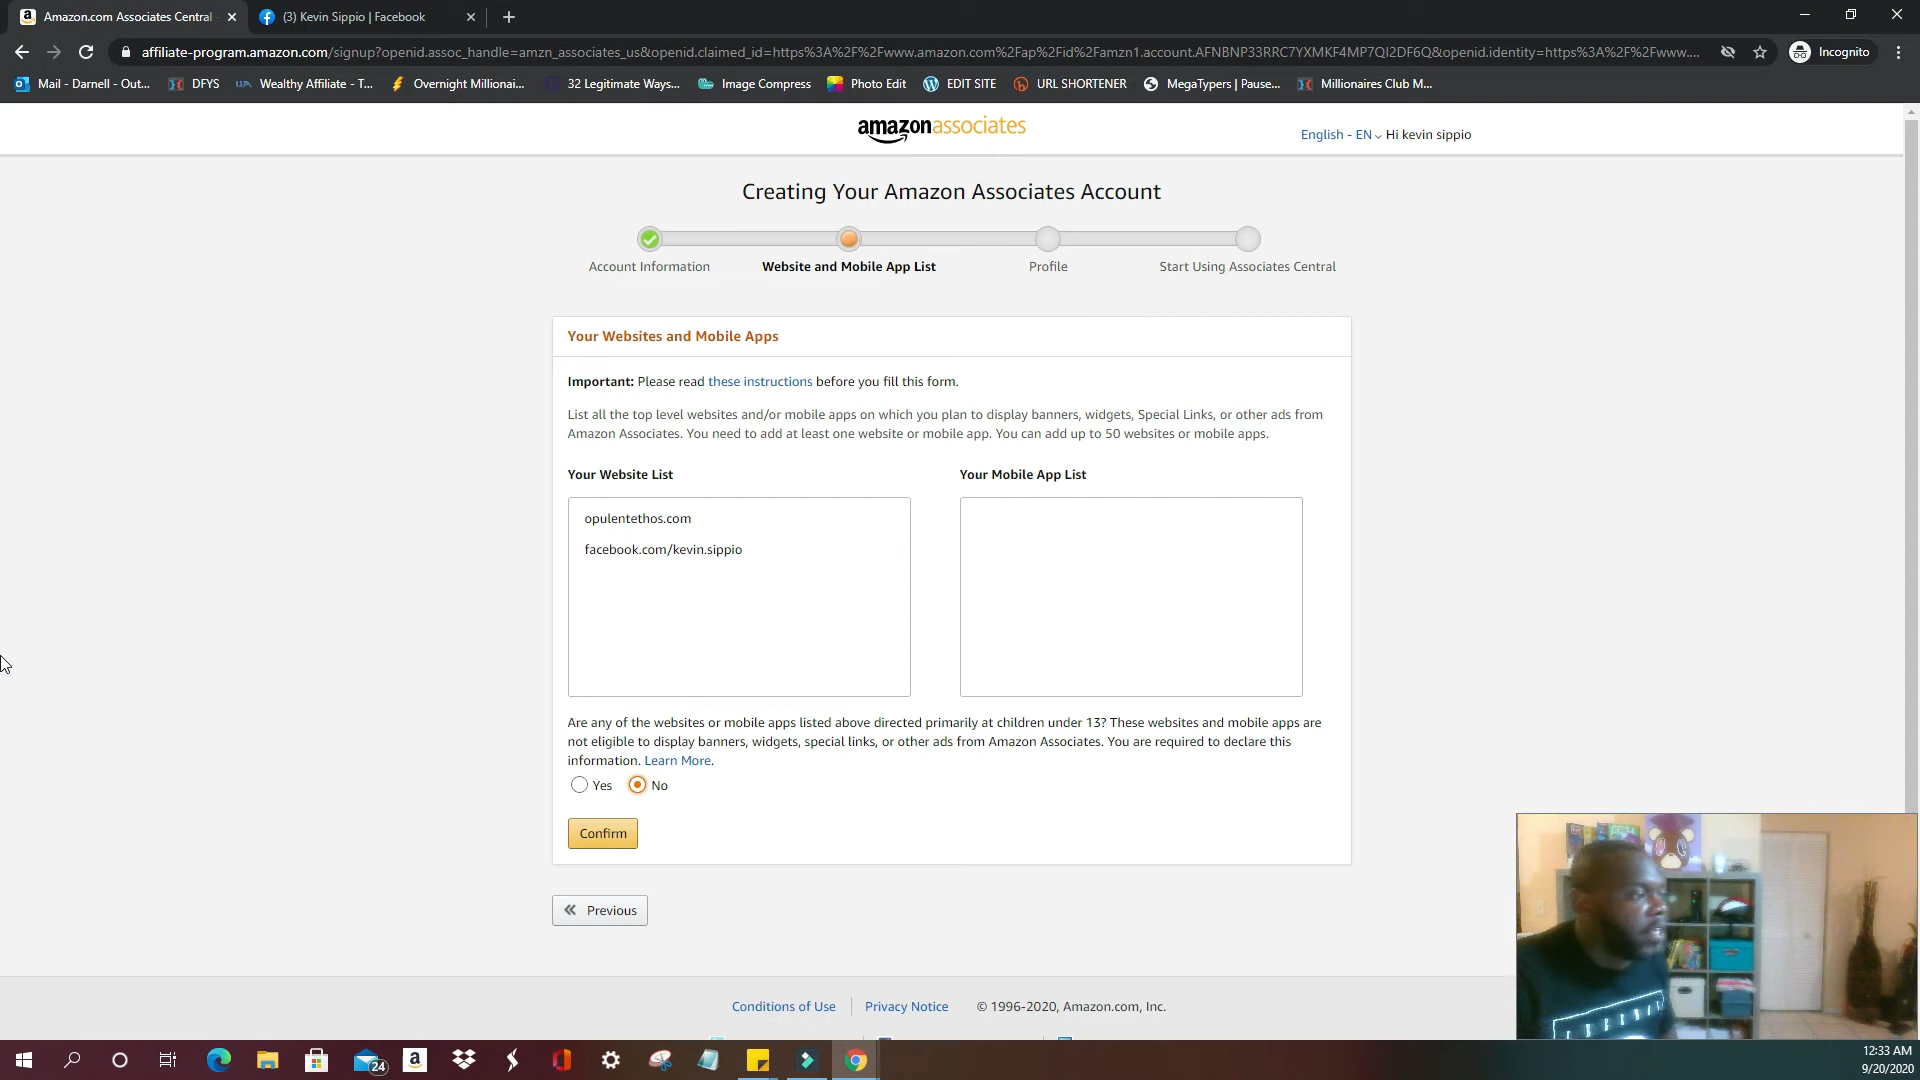 Amazon.com Associates Central
(3) Kevin Sippio | Facebook
affiliate-program.amazon.com/signup?openid.assoc_handle=amzn_associates_us&openid.claimed_id=https%3A%2F%2Fwww.amazon.com%2Fap%2Fid%2Famzn1.account.AFNBNP33RRC7YXMKF4MP7QI2DF6Q&openid.identity=https%3A%2F%2Fwww....
Incognito
Mail - Darnell - Out...
DFYS
Wealthy Affiliate - T...
Overnight Millionai...
32 Legitimate Ways...
Image Compress
Photo Edit
EDIT SITE
URL SHORTENER
MegaTypers | Pause...
Millionaires Club M...
amazonassociates
English - EN
Hi kevin sippio
Creating Your Amazon Associates Account
Account Information
Website and Mobile App List
Profile
Start Using Associates Central
Your Websites and Mobile Apps
Important: Please read these instructions before you fill this form.
List all the top level websites and/or mobile apps on which you plan to display banners, widgets, Special Links, or other ads from
Amazon Associates. You need to add at least one website or mobile app. You can add up to 50 websites or mobile apps.
Your Website List
Your Mobile App List
opulentethos.com
facebook.com/kevin.sippio
Are any of the websites or mobile apps listed above directed primarily at children under 13? These websites and mobile apps are
not eligible to display banners, widgets, special links, or other ads from Amazon Associates. You are required to declare this
information. Learn More.
Yes
No
Confirm
« Previous
Conditions of Use
Privacy Notice
© 1996-2020, Amazon.com, Inc.
24
12:33 AM
9/20/2020